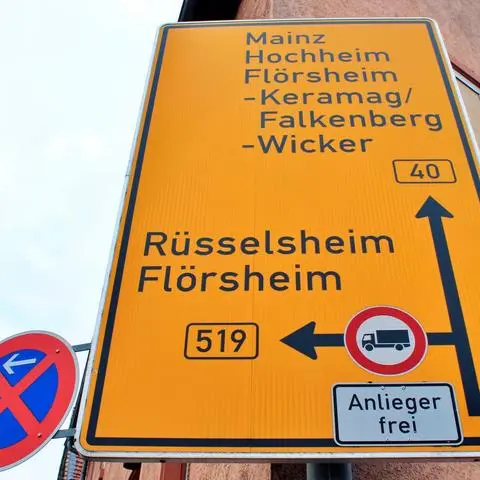 Mainz
Hochheim
Flörsheim
-Keramag/
Falkenberg
-Wicker
40
Rüsselsheim
Flörsheim
519
Anlieger
frei